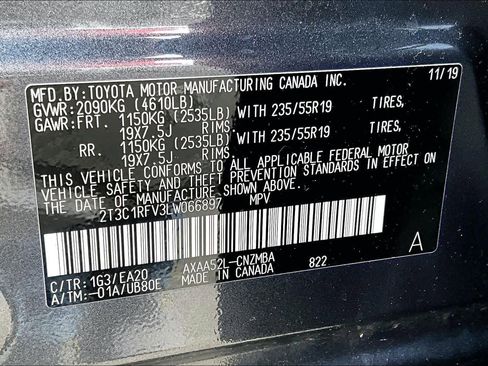 MFD.BY:TOYOTA MOTOR MANUFACTURING CANADA INC. 11/19
GVWR:2090KG (4610LB)
GAWR:FRT. 1150KG (2535LB) WITH 235/55R19 TIRES,
19X7.5J RIMS,
RR. 1150KG (2535LB) WITH 235/55R19 TIRES,
19X7.5J RIMS,
THIS VEHICLE CONFORMS TO ALL APPLICABLE FEDERAL MOTOR
VEHICLE SAFETY AND THEFT PREVENTION STANDARDS IN EFFECT ON
THE DATE OF MANUFACTURE SHOWN ABOVE.
2T3C1RFV3LW066897 MPV
C/TR:1G3/EA20 AXAA52L-CNZMBA 822 A
A/TM:-01A/UB80E MADE IN CANADA